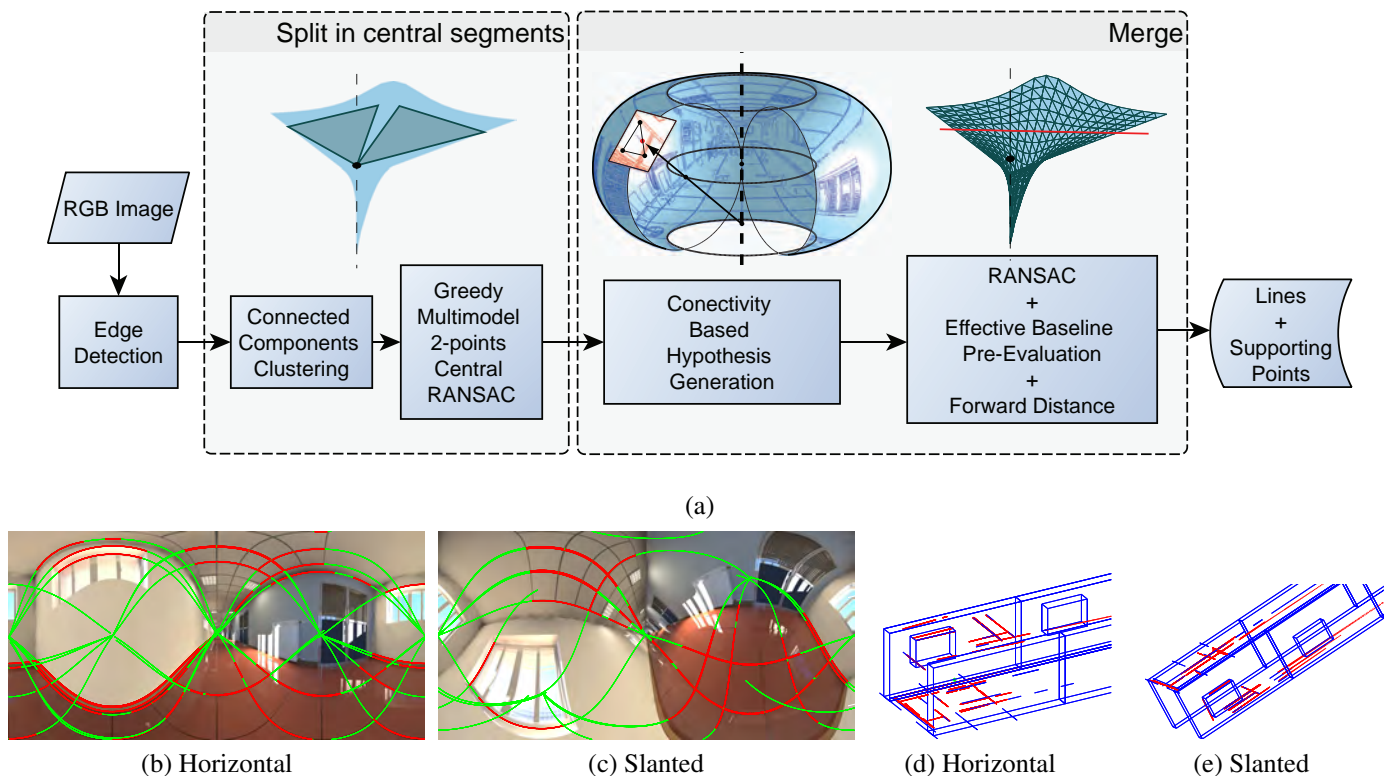 Split in central segments
Merge
RGB Image
Edge
Detection
Connected
Components
Clustering
Greedy
Multimodel
2-points
Central
RANSAC
Conectivity
Based
Hypothesis
Generation
RANSAC
+
Effective Baseline
Pre-Evaluation
+
Forward Distance
Lines
+
Supporting
Points
(a)
(b) Horizontal
(c) Slanted
(d) Horizontal
(e) Slanted